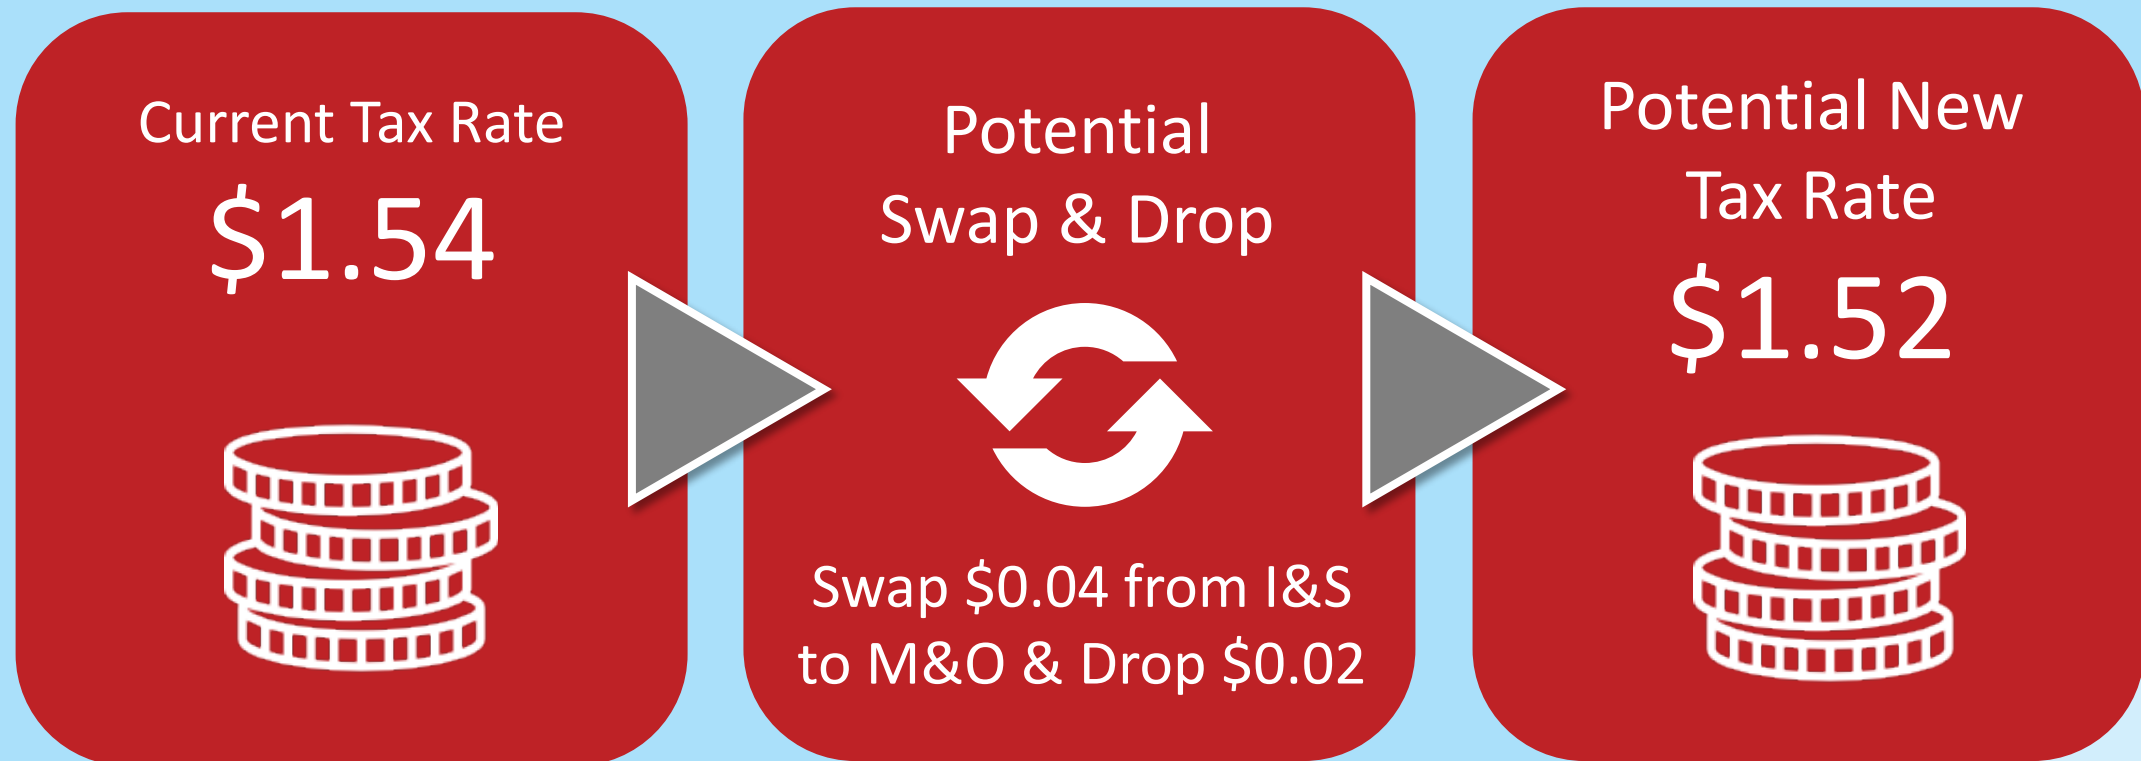 Current Tax Rate
$1.54
Potential
Swap & Drop
Swap $0.04 from I&S
to M&O & Drop $0.02
Potential New
Tax Rate
$1.52